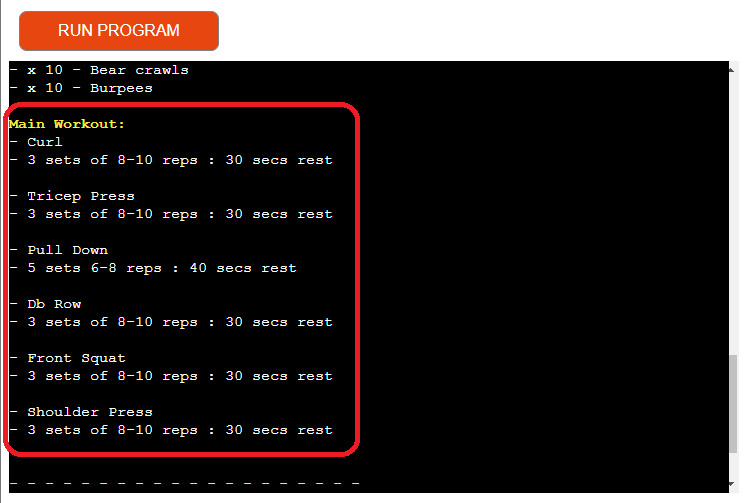 RUN PROGRAM
- x 10 - Bear crawls
- x 10 - Burpees
Main Workout:
- Curl
- 3 sets of 8-10 reps : 30 secs rest
- Tricep Press
- 3 sets of 8-10 reps : 30 secs rest
- Pull Down
- 5 sets 6-8 reps : 40 secs rest
- Db Row
- 3 sets of 8-10 reps : 30 secs rest
- Front Squat
- 3 sets of 8-10 reps : 30 secs rest
- Shoulder Press
- 3 sets of 8-10 reps : 30 secs rest
- - - - - - - - - - - - - - - - - - - -